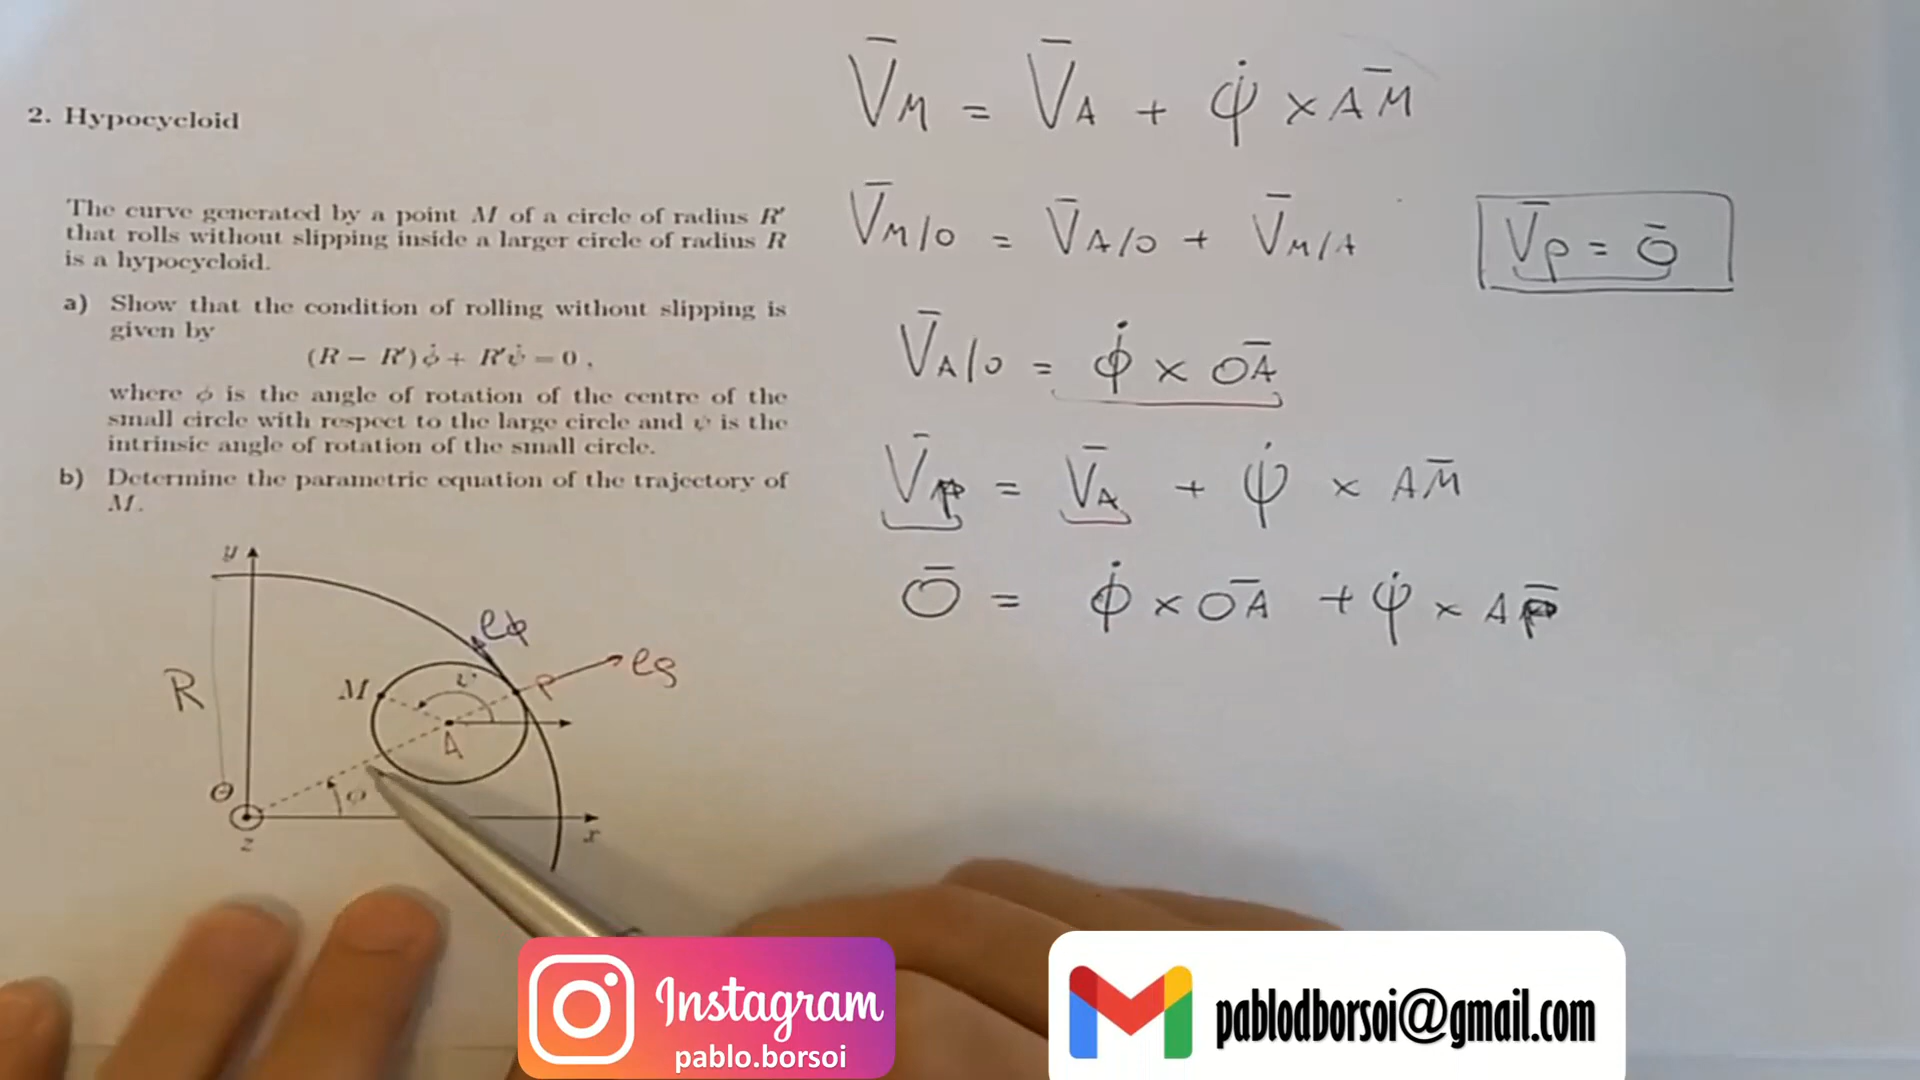 2. Hypocycloid
The curve generated by a point M of a circle of radius R′
that rolls without slipping inside a larger circle of radius R
is a hypocycloid.
a) Show that the condition of rolling without slipping is
given by
(R − R′)ϕ̇ + R′ψ̇ = 0 ,
where ϕ is the angle of rotation of the centre of the
small circle with respect to the large circle and ψ is the
intrinsic angle of rotation of the small circle.
b) Determine the parametric equation of the trajectory of
M.
y
eϕ
R
M
ψ
P
eρ
A
O
ϕ
z
x
V̄M = V̄A + ψ̇ × AM̄
V̄M/O = V̄A/O + V̄M/A
V̄P = Ō
V̄A/O = ϕ̇ × OĀ
V̄P = V̄A + ψ̇ × AM̄
Ō = ϕ̇ × OĀ + ψ̇ × AP̄
Instagram
pablo.borsoi
pablodborsoi@gmail.com